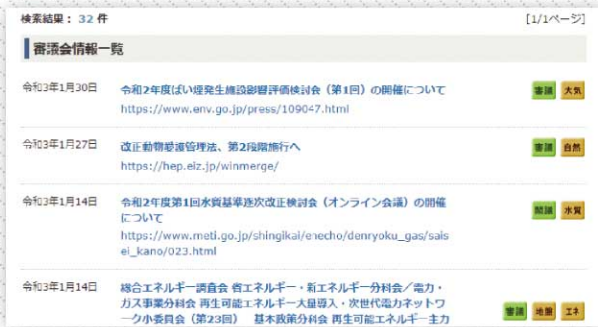 検索結果： 32 件
[1/1ページ]
審議会情報一覧
令和3年1月30日
令和2年度ばい煙発生施設影響評価検討会（第1回）の開催について
https://www.env.go.jp/press/109047.html
審議 大気
令和3年1月27日
改正動物愛護管理法、第2段階施行へ
https://hep.eiz.jp/winmerge/
審議 自然
令和3年1月14日
令和2年度第1回水質基準逐次改正検討会（オンライン会議）の開催
について
https://www.meti.go.jp/shingikai/enecho/denryoku_gas/sais
ei_kano/023.html
水質
令和3年1月14日
総合エネルギー調査会 省エネルギー・新エネルギー分科会／電力・
ガス事業分科会 再生可能エネルギー大量導入・次世代電力ネットワ
ーク小委員会（第23回） 基本政策分科会 再生可能エネルギー主力
審議 地盤 エネ